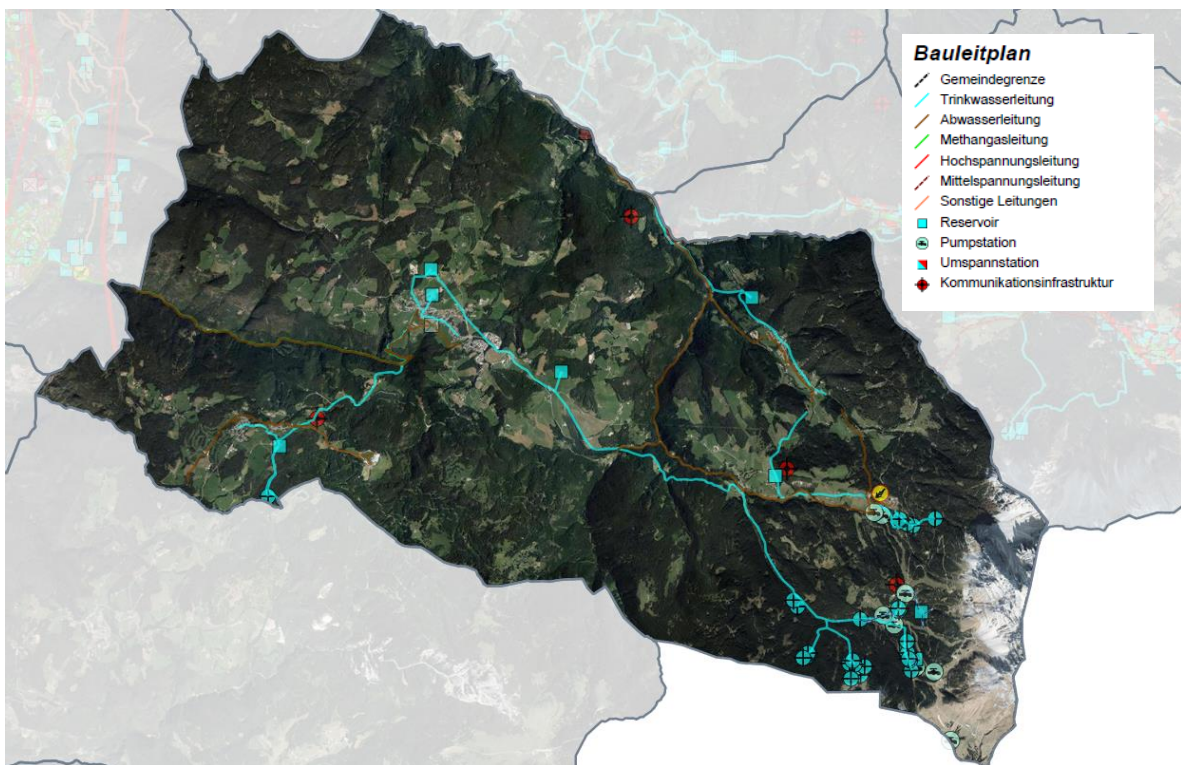 Bauleitplan
Gemeindegrenze
Trinkwasserleitung
Abwasserleitung
Methangasleitung
Hochspannungsleitung
Mittelspannungsleitung
Sonstige Leitungen
Reservoir
Pumpstation
Umspannstation
Kommunikationsinfrastruktur